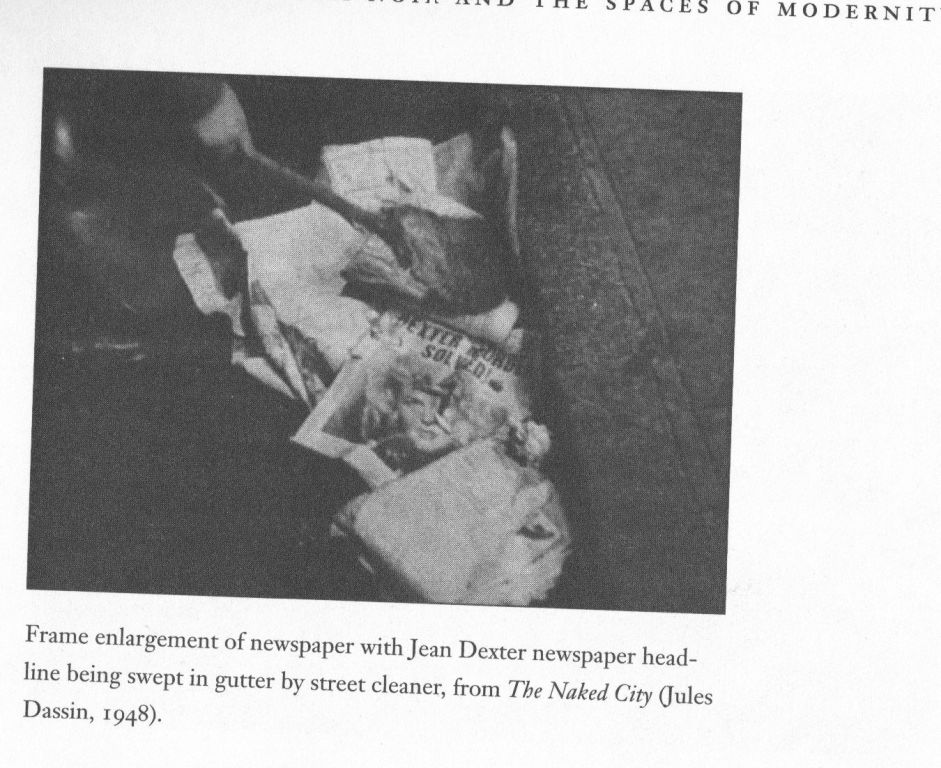 AND THE SPACES OF MODERNIT
DEXTER MURD
SOLVED!
Frame enlargement of newspaper with Jean Dexter newspaper head-
line being swept in gutter by street cleaner, from The Naked City (Jules
Dassin, 1948).